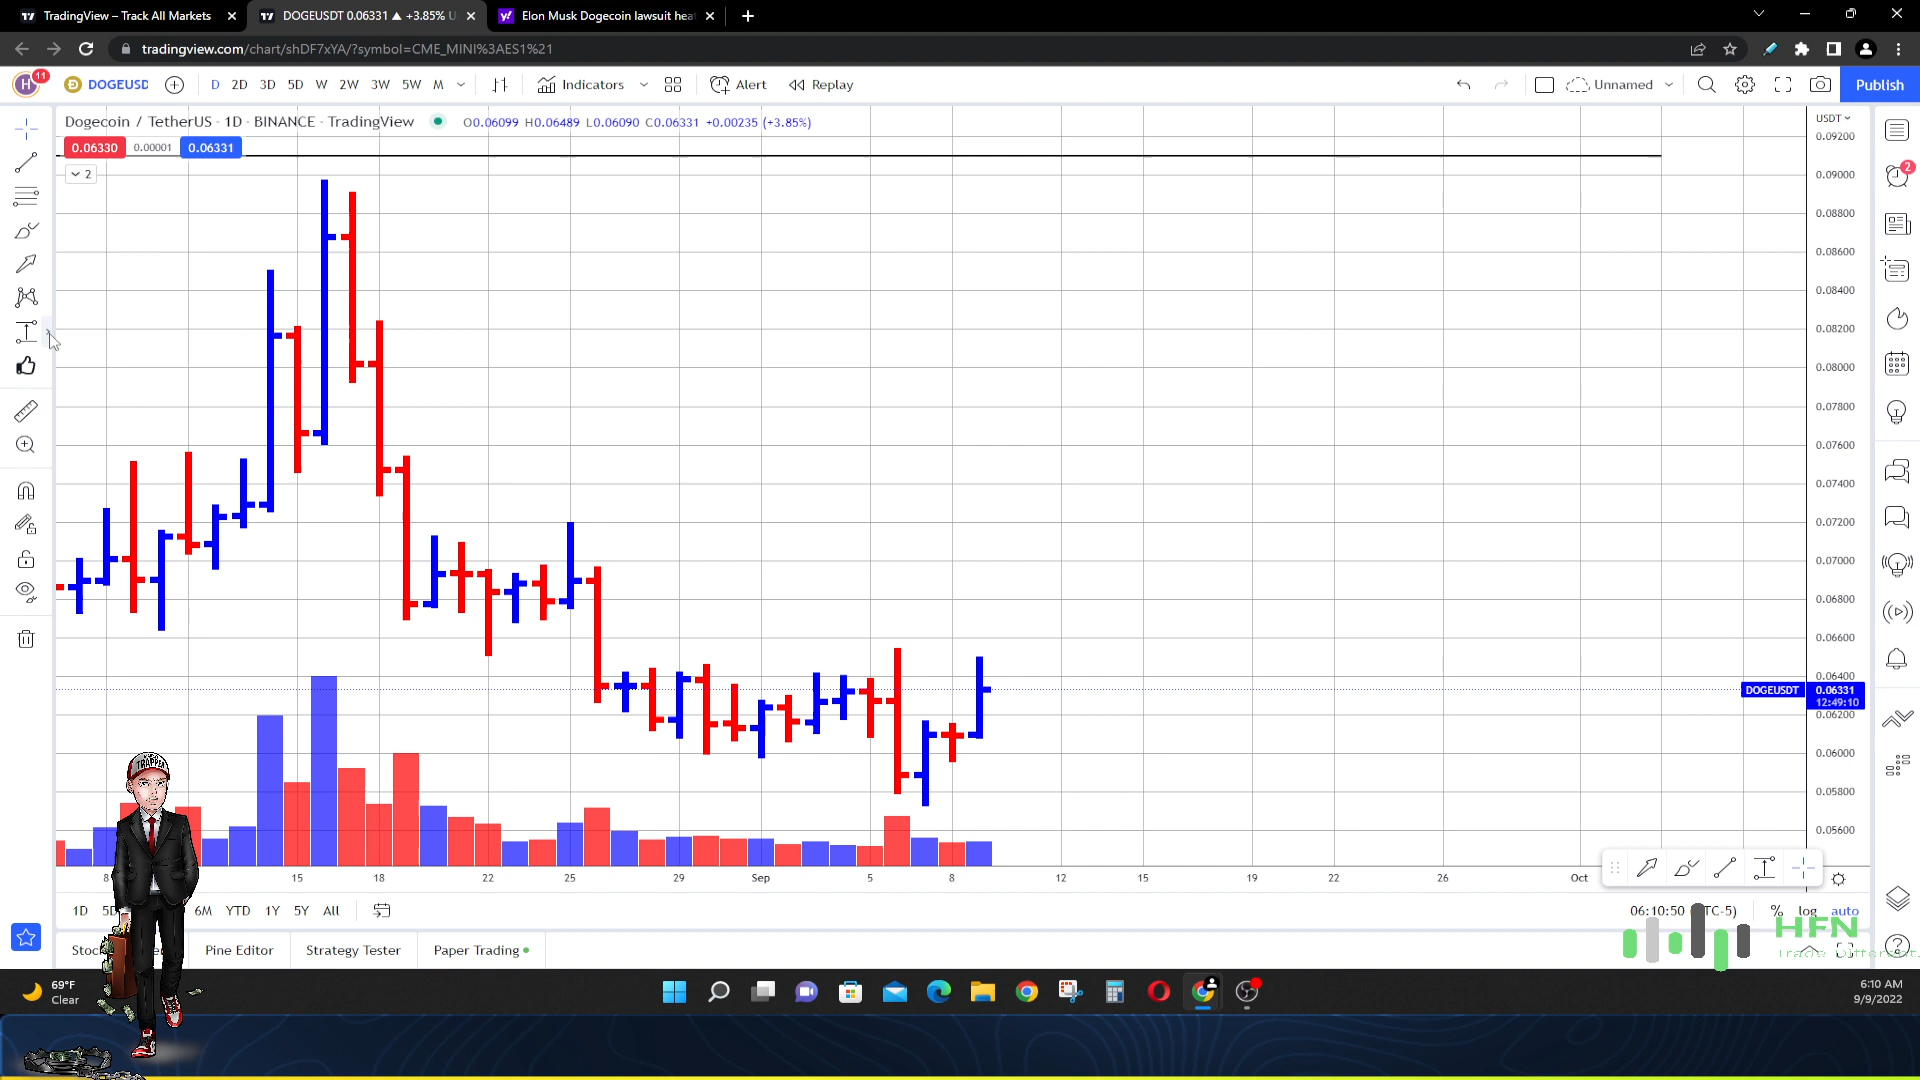 TradingView – Track All Markets
DOGEUSDT 0.06331 ▲ +3.85% U
Elon Musk Dogecoin lawsuit hea
tradingview.com/chart/shDF7xYA/?symbol=CME_MINI%3AES1%21
H 11 DOGEUSD D 2D 3D 5D W 2W 3W 5W M Indicators Alert Replay Unnamed Publish
Dogecoin / TetherUS · 1D · BINANCE · TradingView O0.06099 H0.06489 L0.06090 C0.06331 +0.00235 (+3.85%)
0.06330 0.00001 0.06331
2
USDT
0.09200
0.09000
0.08800
0.08600
0.08400
0.08200
0.08000
0.07800
0.07600
0.07400
0.07200
0.07000
0.06800
0.06600
0.06400
DOGEUSDT 0.06331
12:49:10
0.06200
0.06000
0.05800
0.05600
2
TRAPPER
8 15 18 22 25 29 Sep 5 8 12 15 19 22 26 Oct
1D 6M YTD 1Y 5Y All
06:10:50 TC-5) % log auto
Pine Editor Strategy Tester Paper Trading
HFN
69°F
Clear
6:10 AM
9/9/2022